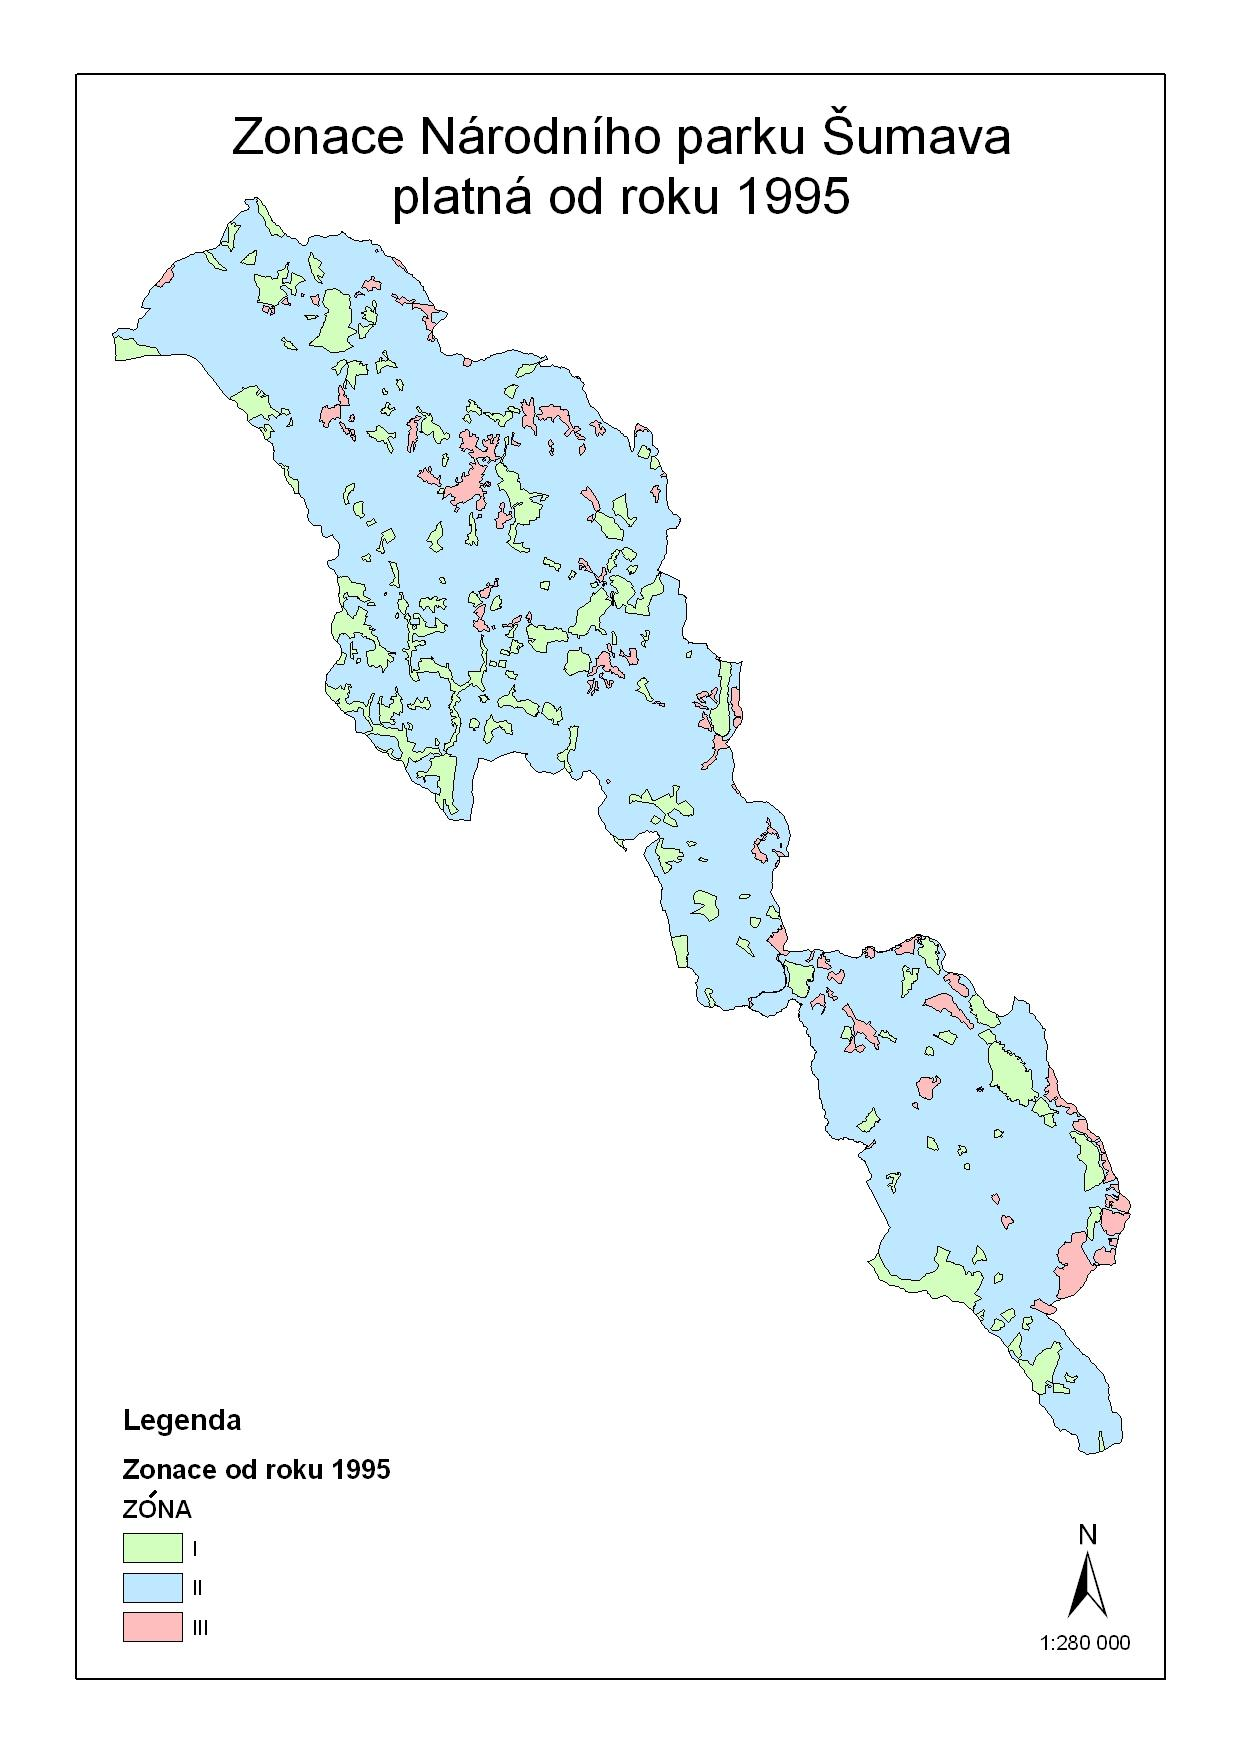 Zonace Národního parku Šumava
platná od roku 1995
Legenda
Zonace od roku 1995
ZÓNA
I
II
III
N
1:280 000